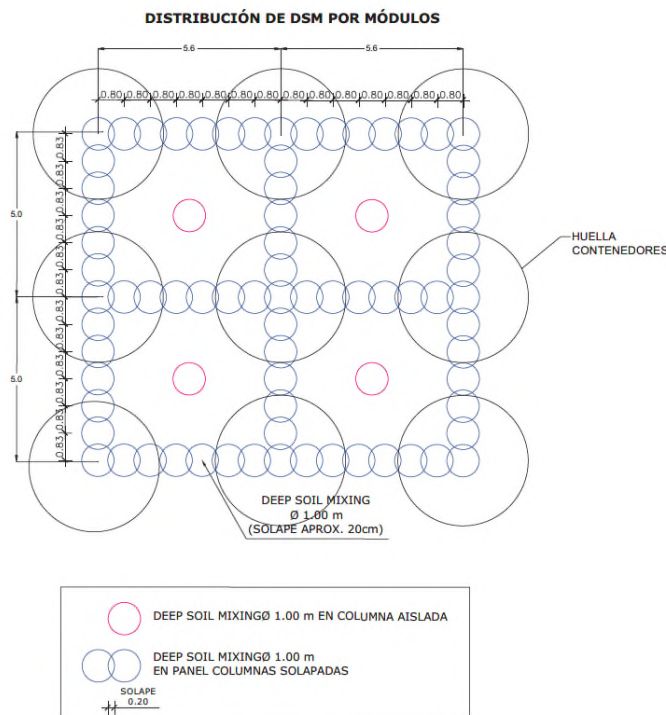 DISTRIBUCIÓN DE DSM POR MÓDULOS
5.6 5.6
0.80 0.80 0.80 0.80 0.80 0.80 0.80 0.80 0.80 0.80 0.80 0.80 0.80 0.80
5.0
0.83 0.83 0.83 0.83 0.83 0.83
HUELLA
CONTENEDORES
5.0
0.83 0.83 0.83 0.83 0.83 0.83
DEEP SOIL MIXING
Ø 1.00 m
(SOLAPE APROX. 20cm)
DEEP SOIL MIXINGØ 1.00 m EN COLUMNA AISLADA
DEEP SOIL MIXINGØ 1.00 m
EN PANEL COLUMNAS SOLAPADAS
SOLAPE
0.20